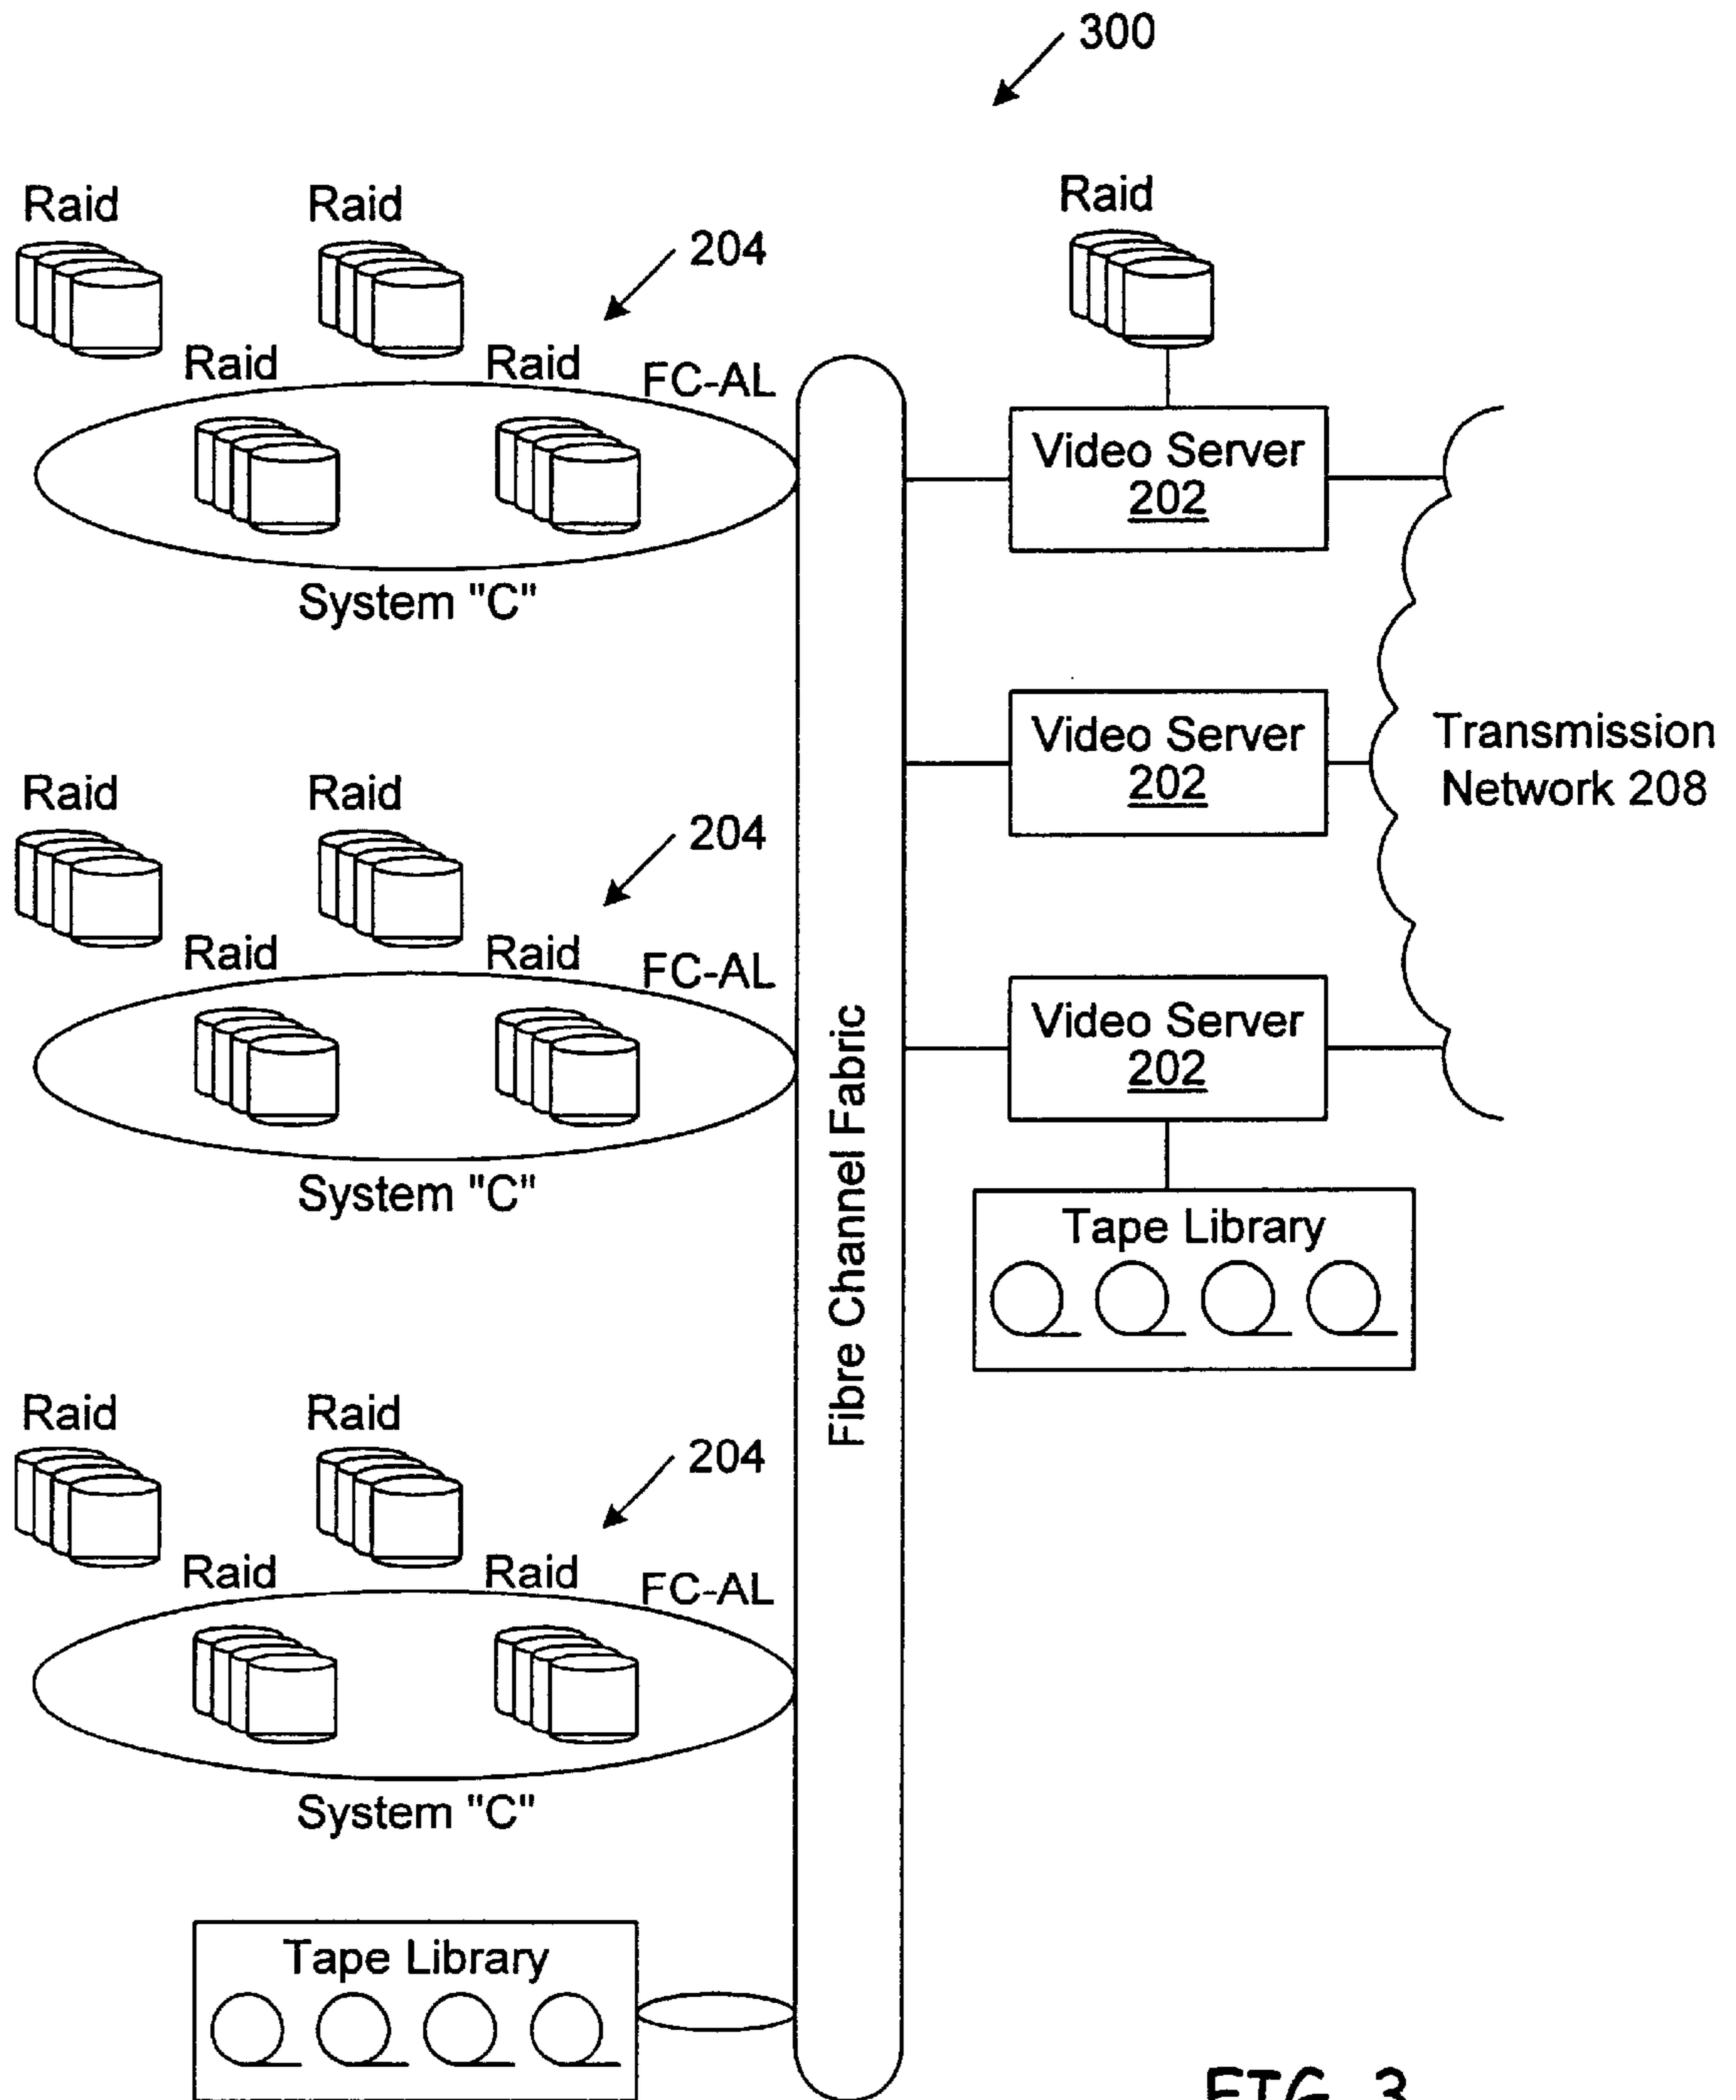 300
Raid
Raid
Raid
204
Raid
Raid
FC-AL
Video Server
202
System "C"
Video Server
202
Transmission
Network 208
Raid
Raid
204
Raid
Raid
FC-AL
Video Server
202
System "C"
Fibre Channel Fabric
Tape Library
Raid
Raid
204
Raid
Raid
FC-AL
System "C"
Tape Library
FIG. 3